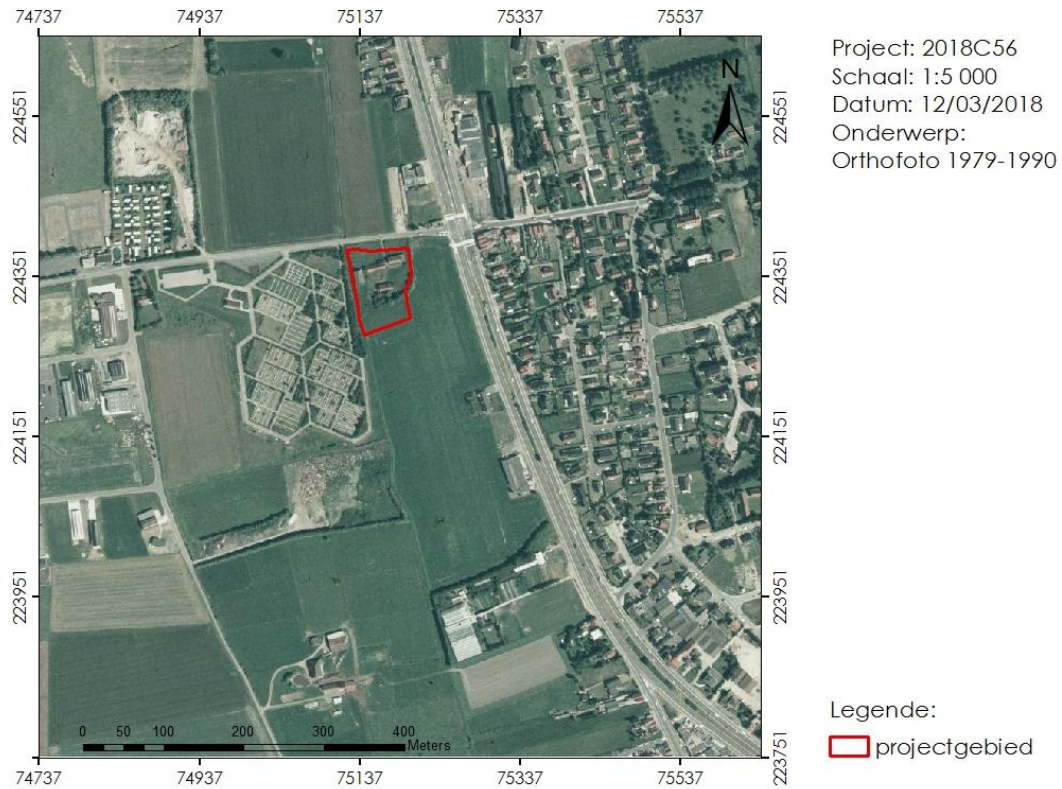 74737 74937 75137 75337 75537
Project: 2018C56
Schaal: 1:5 000
Datum: 12/03/2018
Onderwerp:
Orthofoto 1979-1990
N
224551 224551
224351 224351
224151 224151
223951 223951
223751
0 50 100 200 300 400
Meters
74737 74937 75137 75337 75537
Legende:
projectgebied